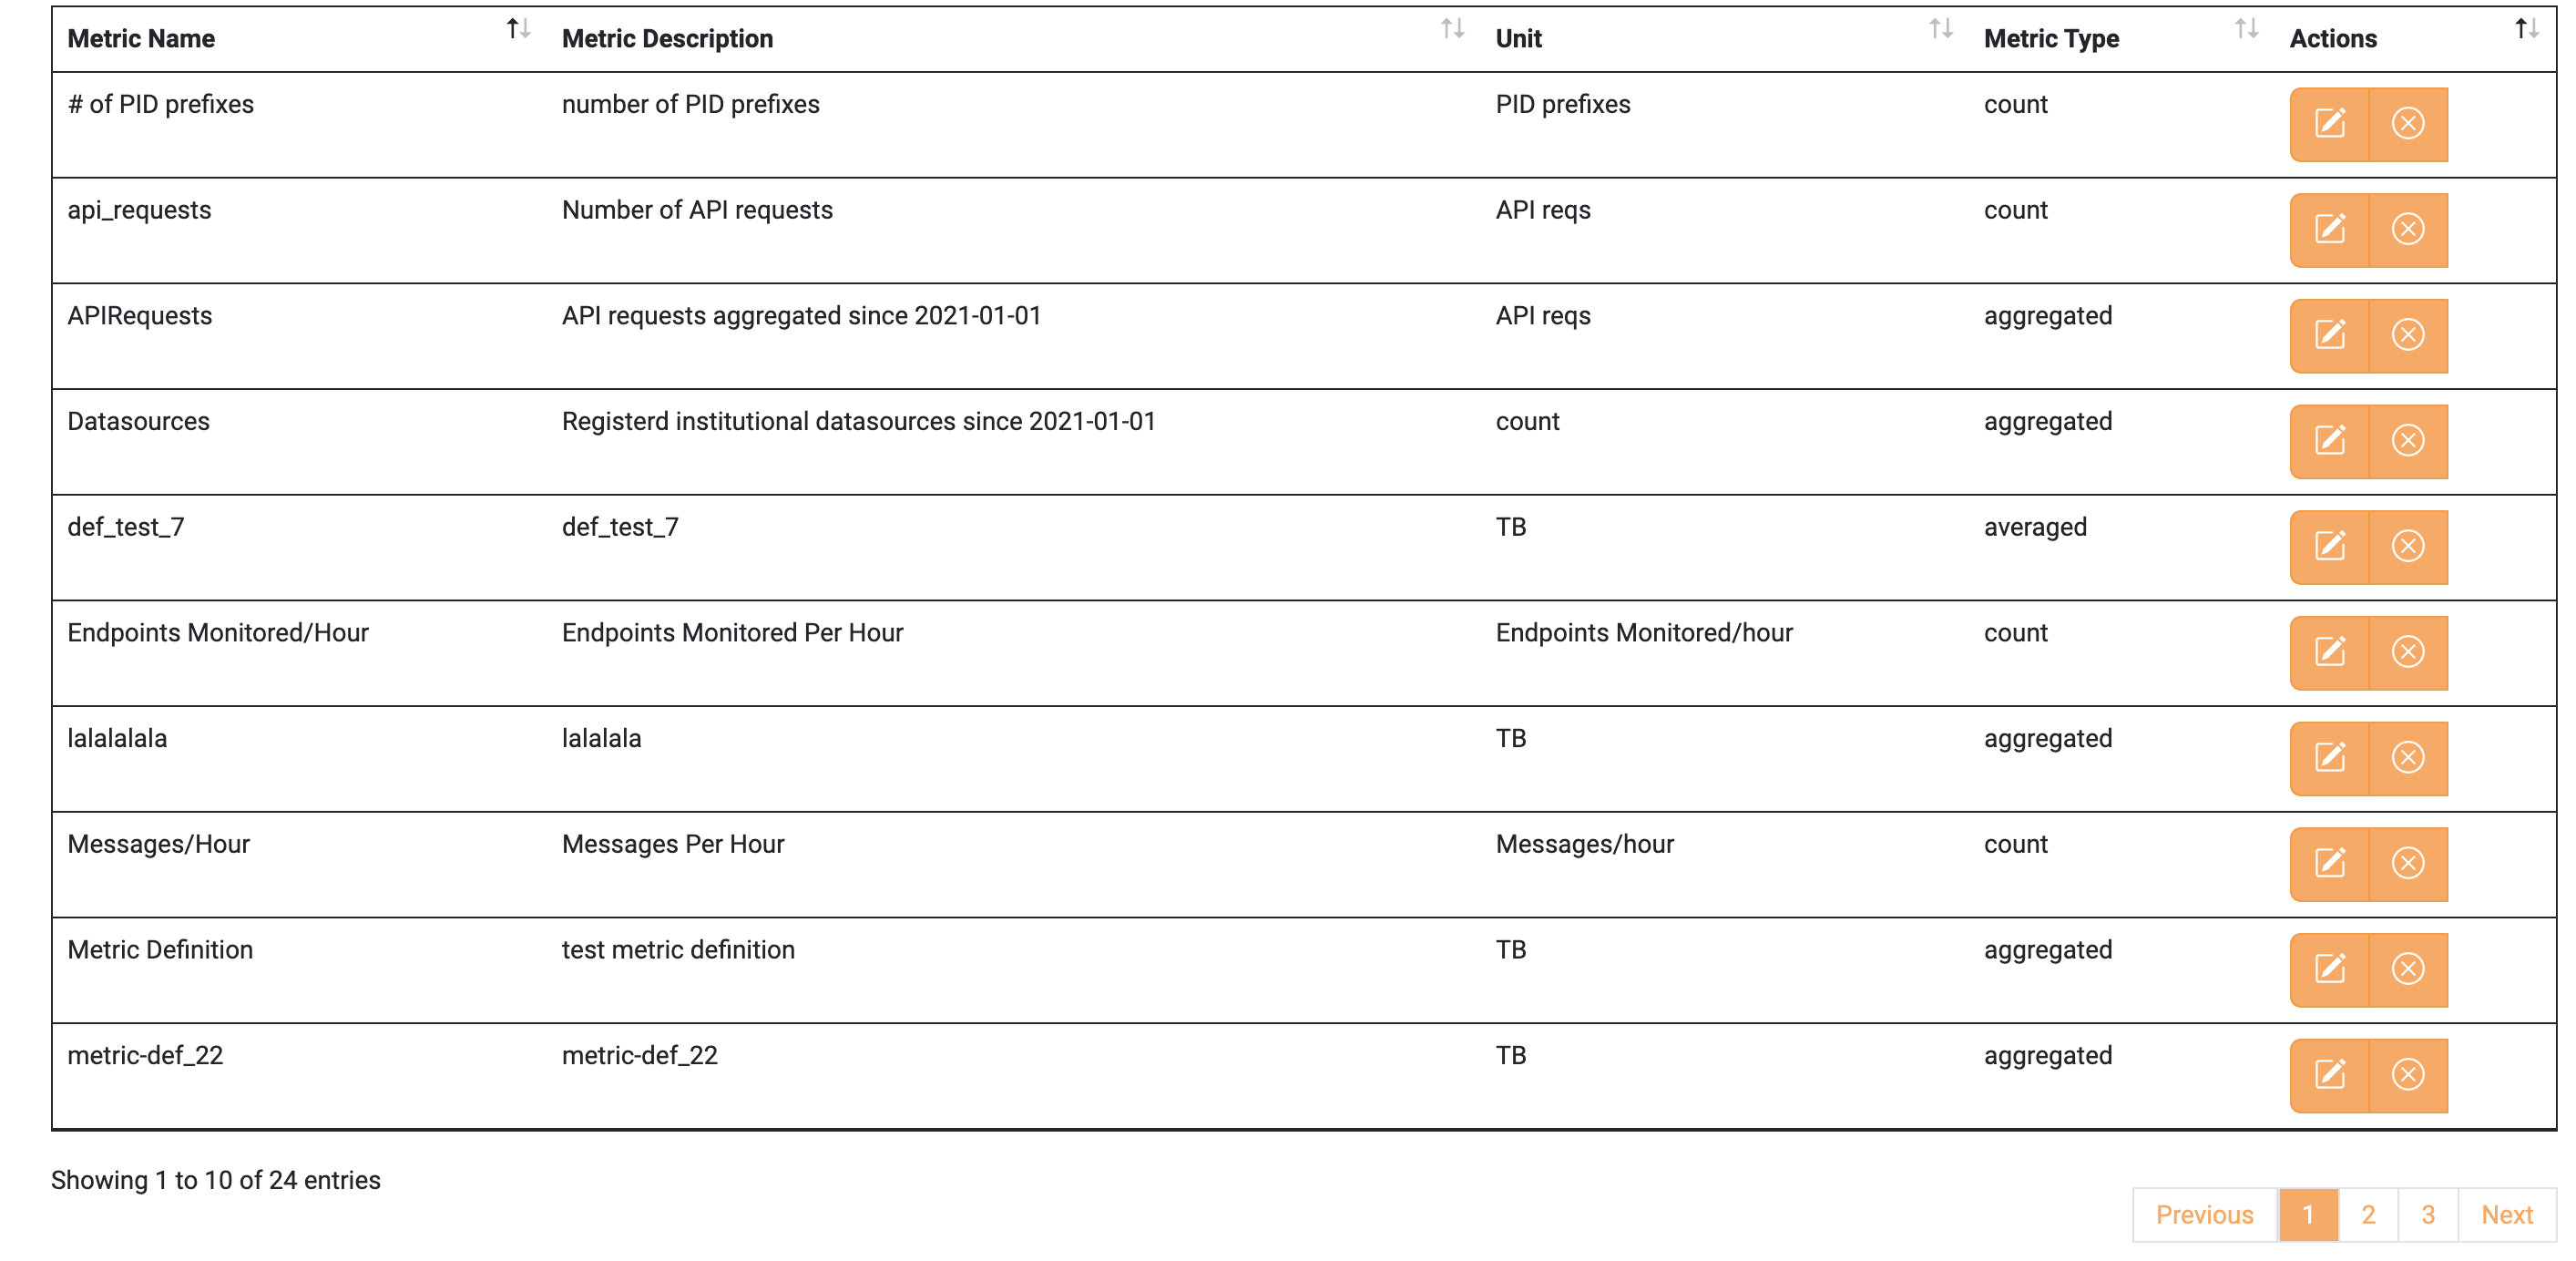 Metric Name Metric Description Unit Metric Type Actions
# of PID prefixes number of PID prefixes PID prefixes count
api_requests Number of API requests API reqs count
APIRequests API requests aggregated since 2021-01-01 API reqs aggregated
Datasources Registerd institutional datasources since 2021-01-01 count aggregated
def_test_7 def_test_7 TB averaged
Endpoints Monitored/Hour Endpoints Monitored Per Hour Endpoints Monitored/hour count
lalalalala lalalala TB aggregated
Messages/Hour Messages Per Hour Messages/hour count
Metric Definition test metric definition TB aggregated
metric-def_22 metric-def_22 TB aggregated
Showing 1 to 10 of 24 entries
Previous 1 2 3 Next